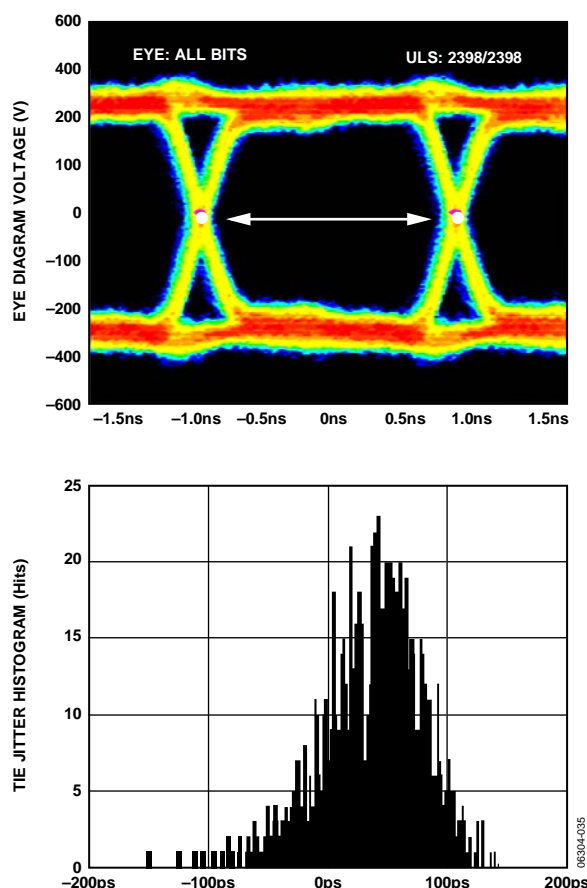 600
EYE: ALL BITS
ULS: 2398/2398
400
200
100
0
–100
–200
–400
–600
EYE DIAGRAM VOLTAGE (V)
–1.5ns –1.0ns –0.5ns 0ns 0.5ns 1.0ns 1.5ns
25
20
15
10
5
0
TIE JITTER HISTOGRAM (Hits)
–200ps –100ps 0ps 100ps 200ps
06304-035